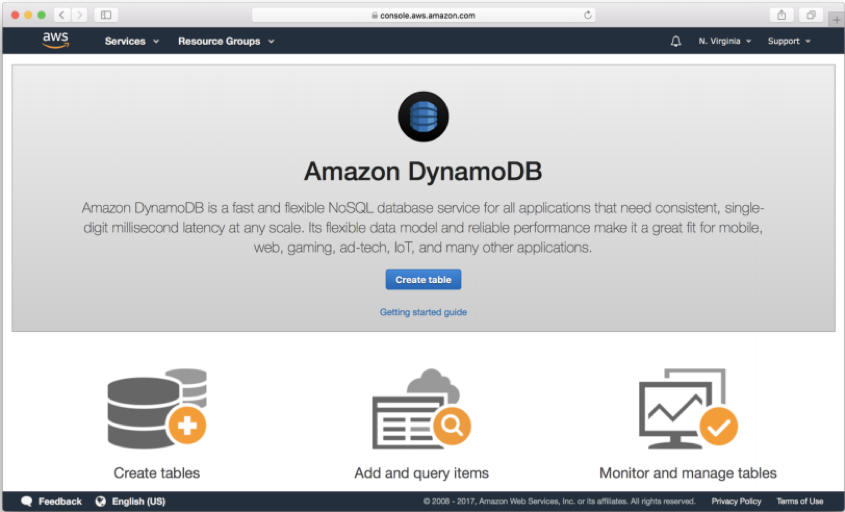 console.aws.amazon.com
aws Services Resource Groups N. Virginia Support
Amazon DynamoDB
Amazon DynamoDB is a fast and flexible NoSQL database service for all applications that need consistent, single-
digit millisecond latency at any scale. Its flexible data model and reliable performance make it a great fit for mobile,
web, gaming, ad-tech, IoT, and many other applications.
Create table
Getting started guide
Create tables
Add and query items
Monitor and manage tables
Feedback English (US) © 2008 - 2017, Amazon Web Services, Inc. or its affiliates. All rights reserved. Privacy Policy Terms of Use